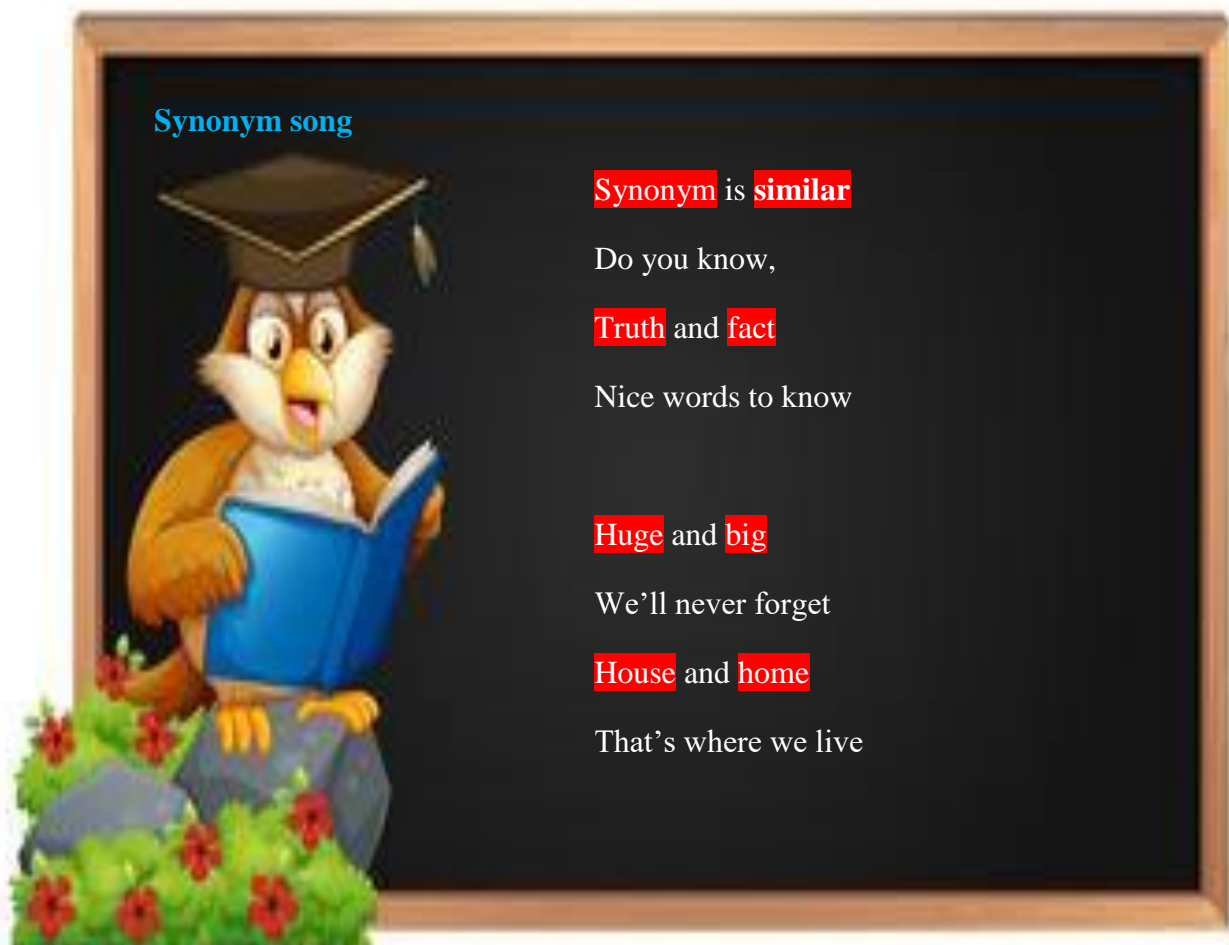 Synonym song
Synonym is similar
Do you know,
Truth and fact
Nice words to know
Huge and big
We’ll never forget
House and home
That’s where we live